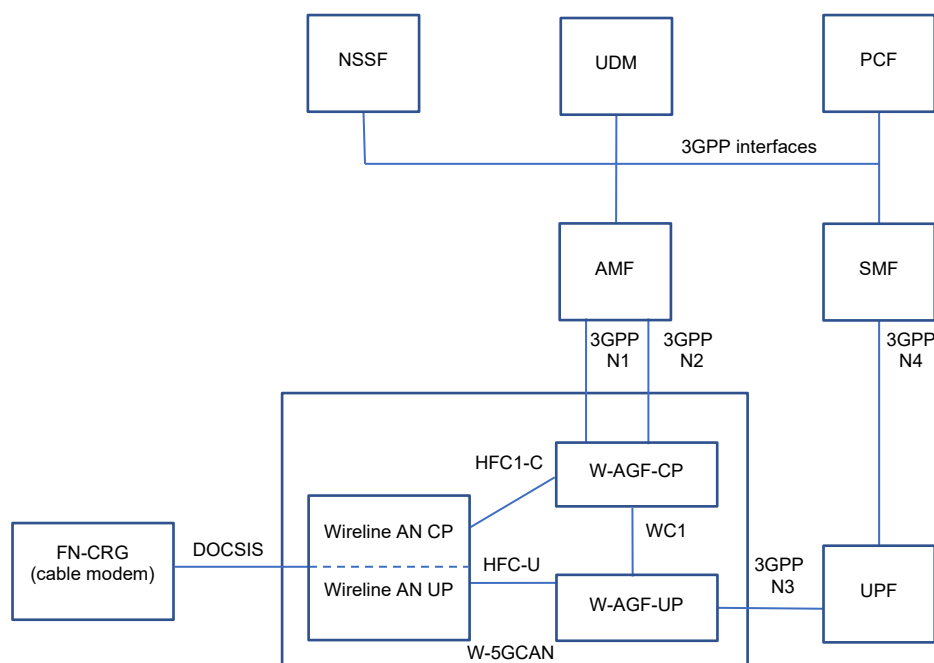 NSSF
UDM
PCF
3GPP interfaces
AMF
SMF
3GPP
N1
3GPP
N2
3GPP
N4
HFC1-C
W-AGF-CP
Wireline AN CP
WC1
FN-CRG
(cable modem)
DOCSIS
HFC-U
Wireline AN UP
W-AGF-UP
3GPP
N3
UPF
W-5GCAN